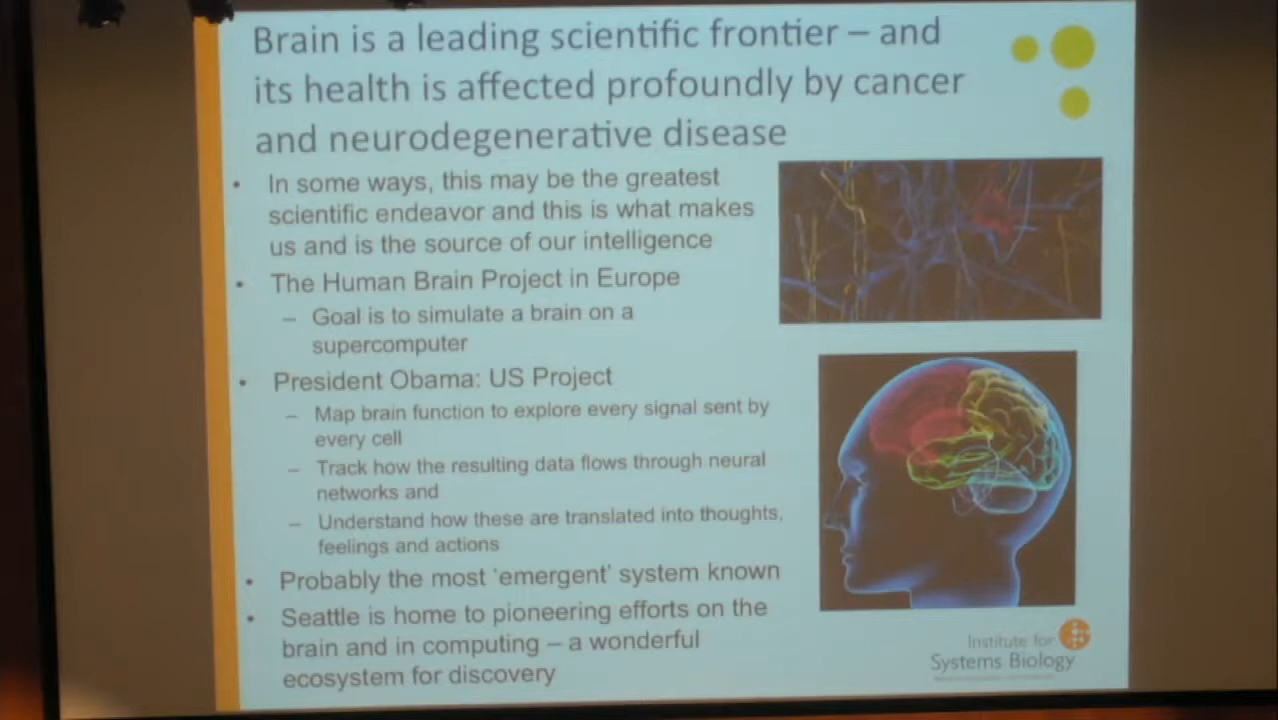 Brain is a leading scientific frontier – and
its health is affected profoundly by cancer
and neurodegenerative disease
• In some ways, this may be the greatest
scientific endeavor and this is what makes
us and is the source of our intelligence
• The Human Brain Project in Europe
– Goal is to simulate a brain on a
supercomputer
• President Obama: US Project
– Map brain function to explore every signal sent by
every cell
– Track how the resulting data flows through neural
networks and
– Understand how these are translated into thoughts,
feelings and actions
• Probably the most ‘emergent’ system known
• Seattle is home to pioneering efforts on the
brain and in computing – a wonderful
ecosystem for discovery
Institute for
Systems Biology